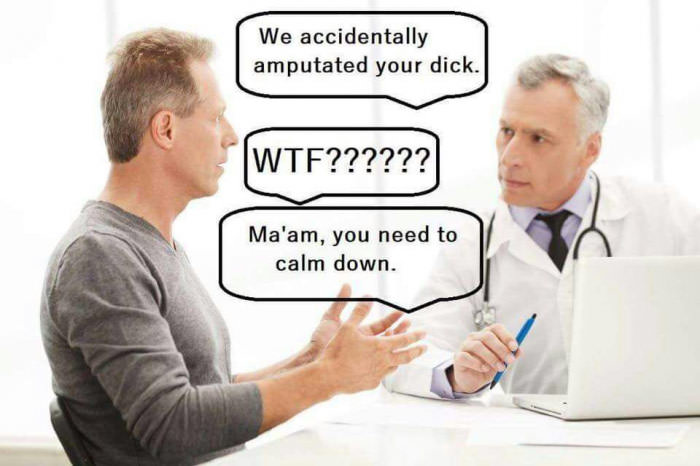 We accidentally
amputated your dick.
WTF??????
Ma'am, you need to
calm down.